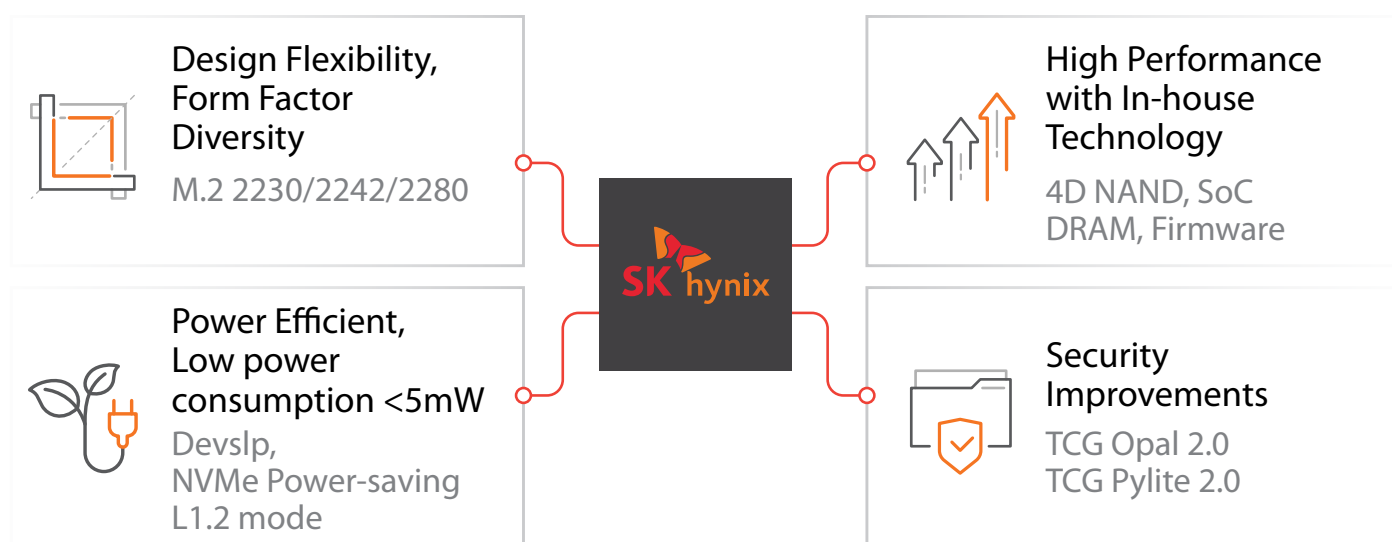 Design Flexibility,
Form Factor
Diversity
M.2 2230/2242/2280
High Performance
with In-house
Technology
4D NAND, SoC
DRAM, Firmware
SK hynix
Power Efficient,
Low power
consumption <5mW
Devslp,
NVMe Power-saving
L1.2 mode
Security
Improvements
TCG Opal 2.0
TCG Pylite 2.0